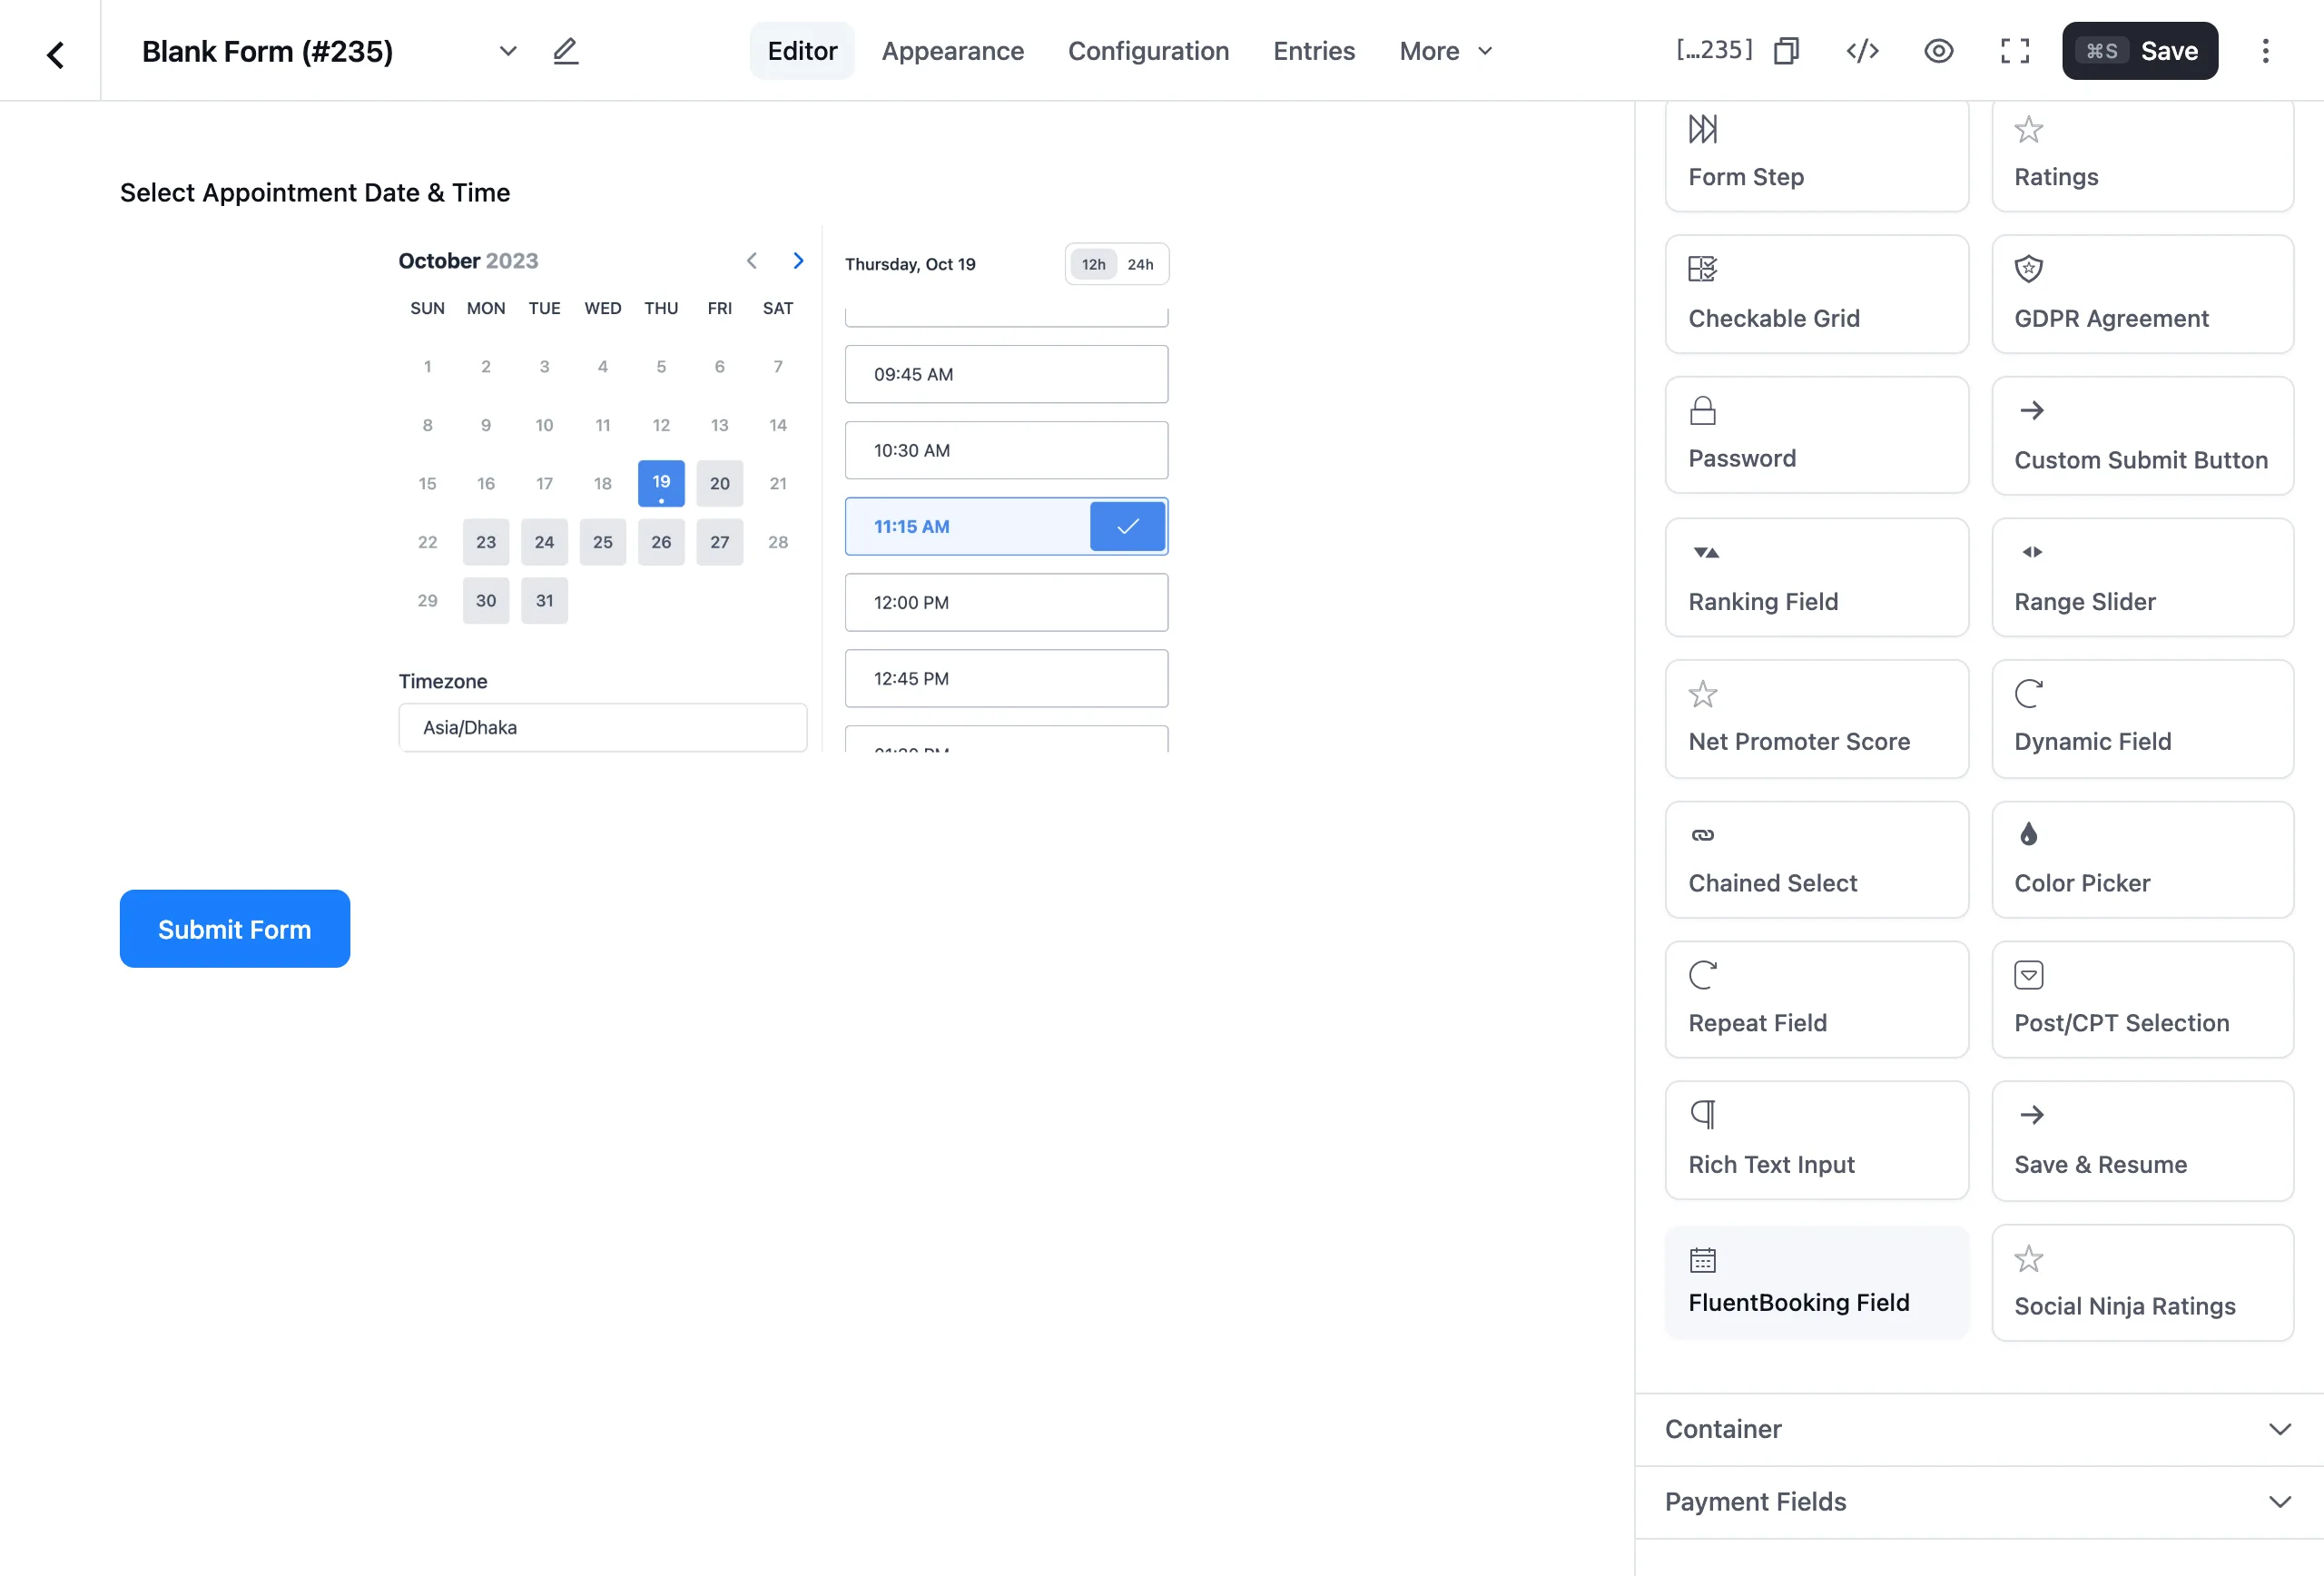 Blank Form (#235)
Editor
Appearance
Configuration
Entries
More
[…235]
⌘S Save
Select Appointment Date & Time
October 2023
SUN MON TUE WED THU FRI SAT
1 2 3 4 5 6 7
8 9 10 11 12 13 14
15 16 17 18 19 20 21
22 23 24 25 26 27 28
29 30 31
Timezone
Asia/Dhaka
Thursday, Oct 19
12h 24h
09:45 AM
10:30 AM
11:15 AM
12:00 PM
12:45 PM
Submit Form
Form Step
Ratings
Checkable Grid
GDPR Agreement
Password
Custom Submit Button
Ranking Field
Range Slider
Net Promoter Score
Dynamic Field
Chained Select
Color Picker
Repeat Field
Post/CPT Selection
Rich Text Input
Save & Resume
FluentBooking Field
Social Ninja Ratings
Container
Payment Fields